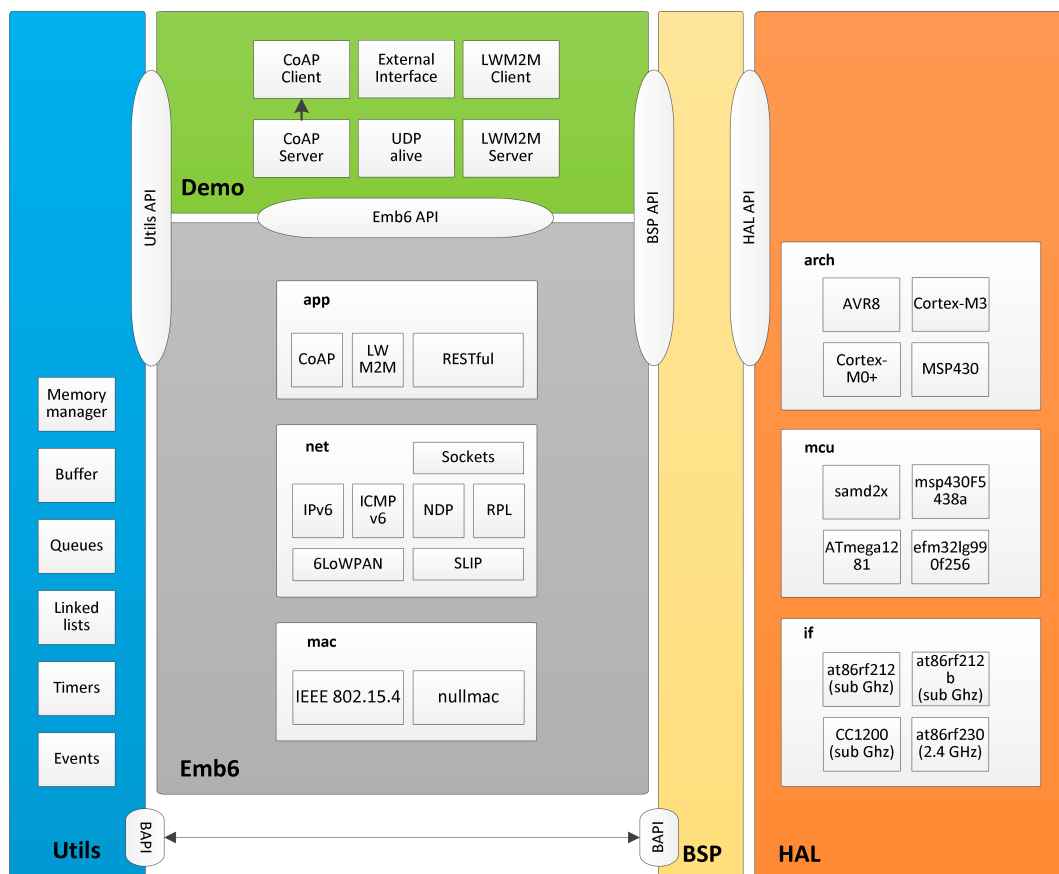 CoAP
Client
External
Interface
LWM2M
Client
CoAP
Server
UDP
alive
LWM2M
Server
Demo
Utils API
Emb6 API
BSP API
HAL API
app
CoAP
LW
M2M
RESTful
net
Sockets
IPv6
ICMP
v6
NDP
RPL
6LoWPAN
SLIP
mac
IEEE 802.15.4
nullmac
Emb6
Memory
manager
Buffer
Queues
Linked
lists
Timers
Events
Utils
BAPI
BAPI
BSP
arch
AVR8
Cortex-M3
Cortex-
M0+
MSP430
mcu
samd2x
msp430F5
438a
ATmega12
81
efm32lg99
0f256
if
at86rf212
(sub Ghz)
at86rf212
b
(sub Ghz)
CC1200
(sub Ghz)
at86rf230
(2.4 GHz)
HAL